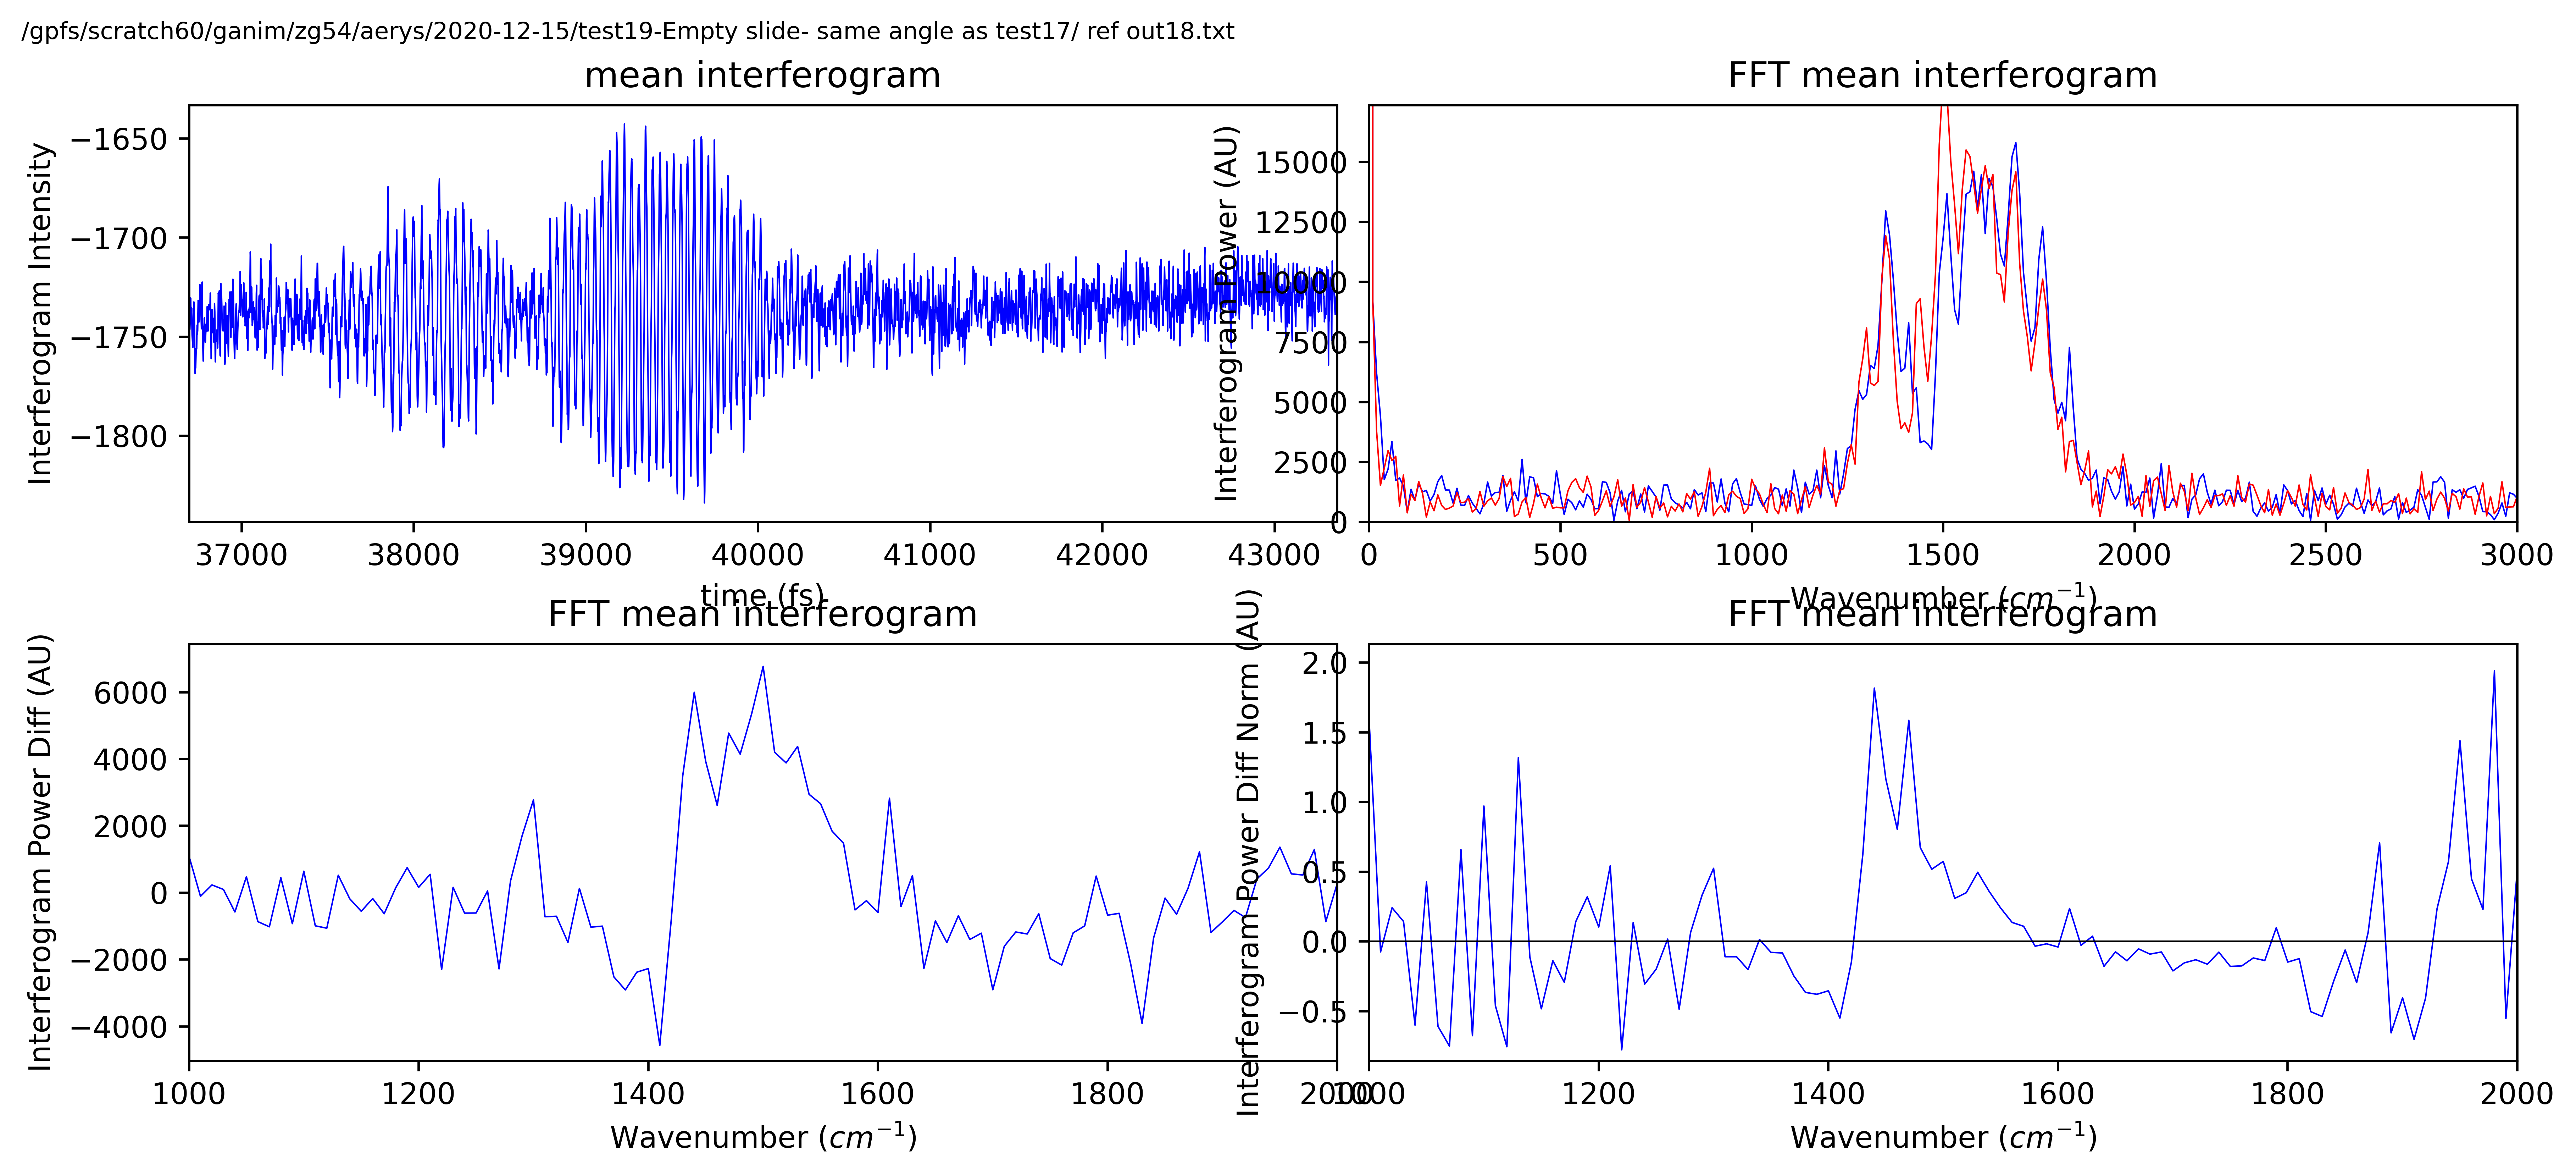 /gpfs/scratch60/ganim/zg54/aerys/2020-12-15/test19-Empty slide- same angle as test17/ ref out18.txt
mean interferogram
Interferogram Intensity
−1650
−1700
−1750
−1800
37000 38000 39000 40000 41000 42000 43000
time (fs)
FFT mean interferogram
Interferogram Power (AU)
15000
12500
10000
7500
5000
2500
0
0 500 1000 1500 2000 2500 3000
Wavenumber (cm⁻¹)
FFT mean interferogram
Interferogram Power Diff (AU)
6000
4000
2000
0
−2000
−4000
1000 1200 1400 1600 1800 2000
Wavenumber (cm⁻¹)
FFT mean interferogram
Interferogram Power Diff Norm (AU)
2.0
1.5
1.0
0.5
0.0
−0.5
1000 1200 1400 1600 1800 2000
Wavenumber (cm⁻¹)